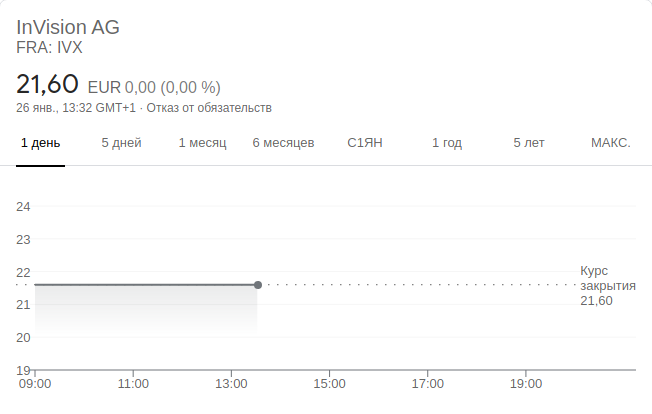 InVision AG
FRA: IVX
21,60 EUR 0,00 (0,00 %)
26 янв., 13:32 GMT+1 · Отказ от обязательств
1 день 5 дней 1 месяц 6 месяцев С1ЯН 1 год 5 лет МАКС.
24
23
22
21
20
19
Курс
закрытия
21,60
09:00 11:00 13:00 15:00 17:00 19:00